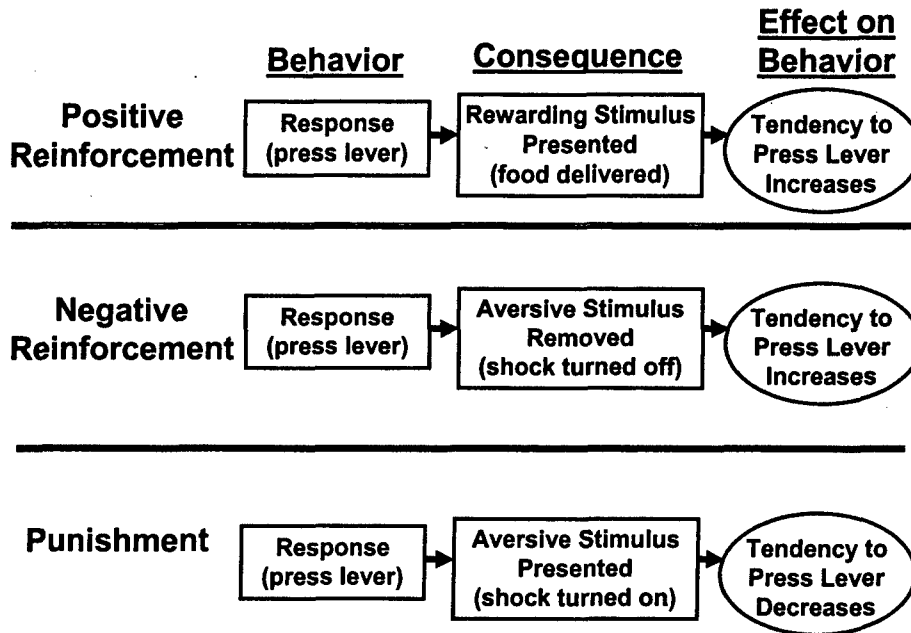 Behavior
Consequence
Effect on
Behavior
Positive
Reinforcement
Response
(press lever)
Rewarding Stimulus
Presented
(food delivered)
Tendency to
Press Lever
Increases
Negative
Reinforcement
Response
(press lever)
Aversive Stimulus
Removed
(shock turned off)
Tendency to
Press Lever
Increases
Punishment
Response
(press lever)
Aversive Stimulus
Presented
(shock turned on)
Tendency to
Press Lever
Decreases